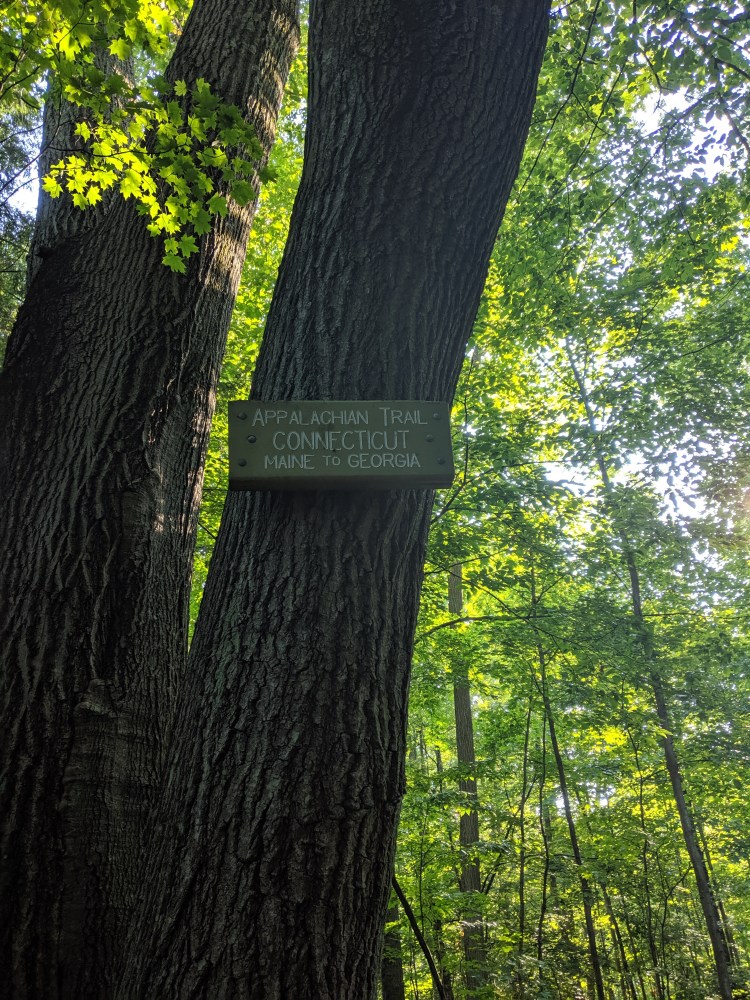 APPALACHIAN TRAIL
CONNECTICUT
MAINE TO GEORGIA